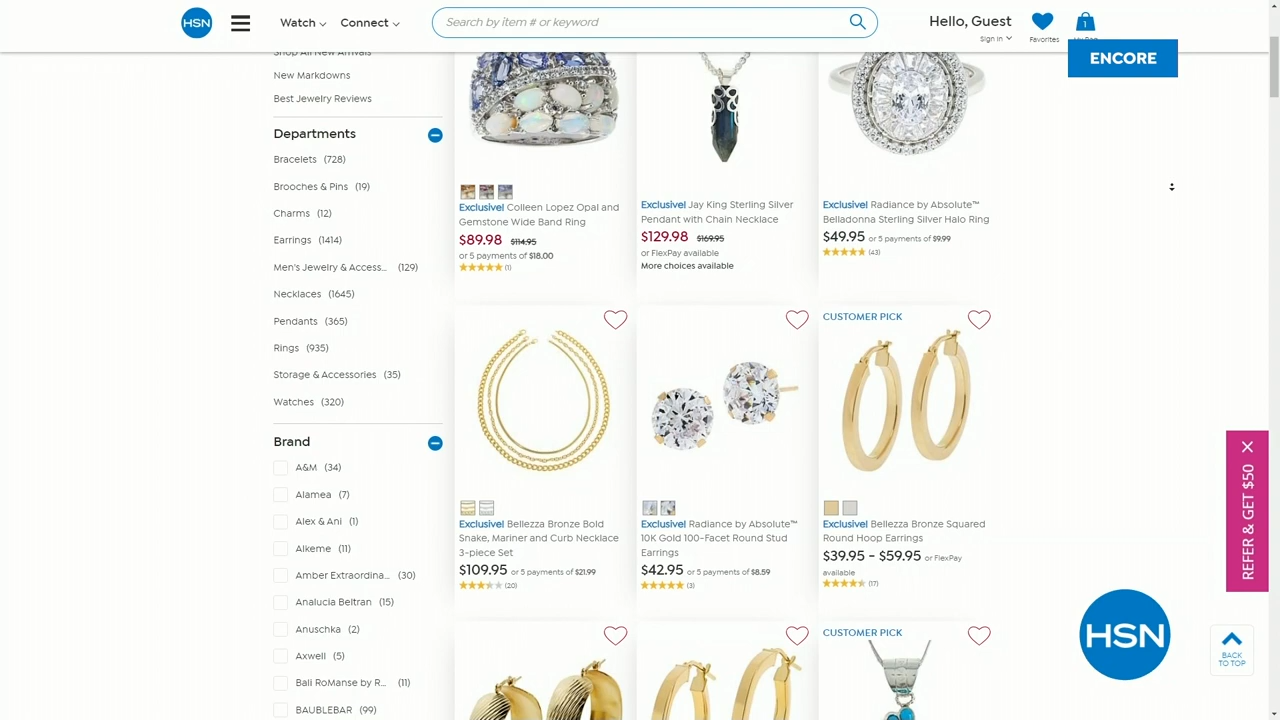 HSN
Watch
Connect
Search by item # or keyword
Hello, Guest
Sign In
Favorites
1
ENCORE
Shop All New Arrivals
New Markdowns
Best Jewelry Reviews
Departments
Bracelets (728)
Brooches & Pins (19)
Charms (12)
Earrings (1414)
Men's Jewelry & Access... (129)
Necklaces (1645)
Pendants (365)
Rings (935)
Storage & Accessories (35)
Watches (320)
Brand
A&M (34)
Alamea (7)
Alex & Ani (1)
Alkeme (11)
Amber Extraordina... (30)
Analucia Beltran (15)
Anuschka (2)
Axwell (5)
Bali RoManse by R... (11)
BAUBLEBAR (99)
Exclusive! Colleen Lopez Opal and
Gemstone Wide Band Ring
$89.98 $114.95
or 5 payments of $18.00
(1)
Exclusive! Jay King Sterling Silver
Pendant with Chain Necklace
$129.98 $169.95
or FlexPay available
More choices available
Exclusive! Radiance by Absolute™
Belladonna Sterling Silver Halo Ring
$49.95 or 5 payments of $9.99
(43)
Exclusive! Bellezza Bronze Bold
Snake, Mariner and Curb Necklace
3-piece Set
$109.95 or 5 payments of $21.99
(20)
Exclusive! Radiance by Absolute™
10K Gold 100-Facet Round Stud
Earrings
$42.95 or 5 payments of $8.59
(3)
CUSTOMER PICK
Exclusive! Bellezza Bronze Squared
Round Hoop Earrings
$39.95 - $59.95 or FlexPay
available
(17)
CUSTOMER PICK
REFER & GET $50
HSN
BACK
TO TOP